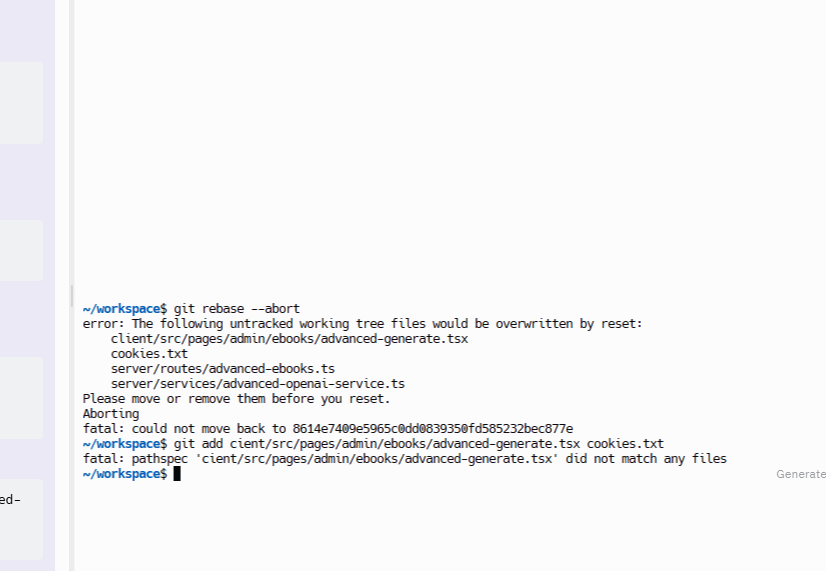 ~/workspace$ git rebase --abort
error: The following untracked working tree files would be overwritten by reset:
    client/src/pages/admin/ebooks/advanced-generate.tsx
    cookies.txt
    server/routes/advanced-ebooks.ts
    server/services/advanced-openai-service.ts
Please move or remove them before you reset.
Aborting
fatal: could not move back to 8614e7409e5965c0dd0839350fd585232bec877e
~/workspace$ git add cient/src/pages/admin/ebooks/advanced-generate.tsx cookies.txt
fatal: pathspec 'cient/src/pages/admin/ebooks/advanced-generate.tsx' did not match any files
~/workspace$
Generate
ed-